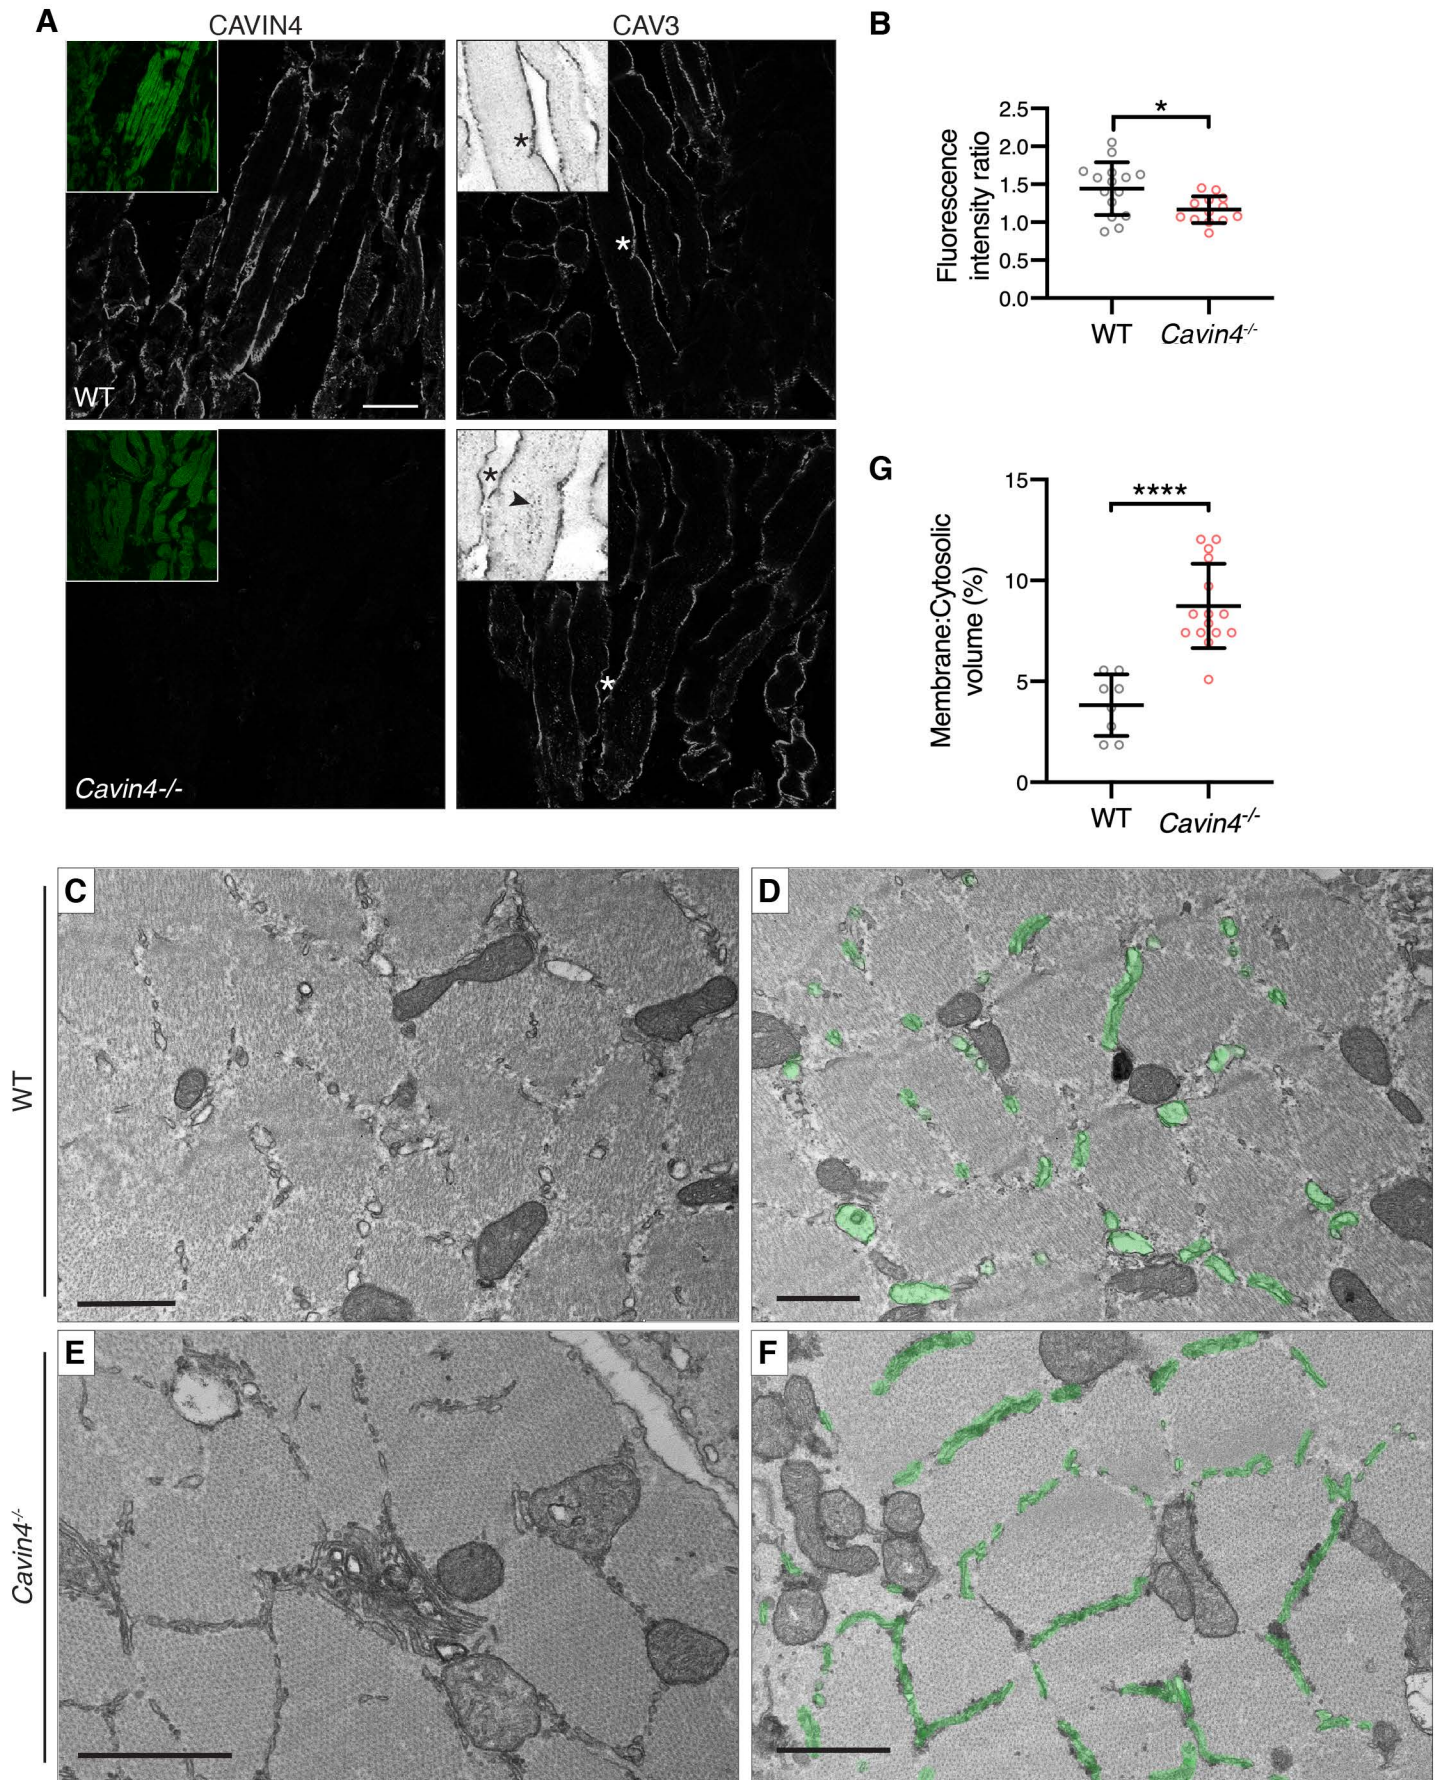 A
CAVIN4
CAV3
*
*
WT
*
*
Cavin4-/-
B
Fluorescence
intensity ratio
2.5
2.0
1.5
1.0
0.5
0.0
*
WT
Cavin4-/-
G
Membrane:Cytosolic
volume (%)
15
10
5
0
****
WT
Cavin4-/-
WT
C
D
Cavin4-/-
E
F